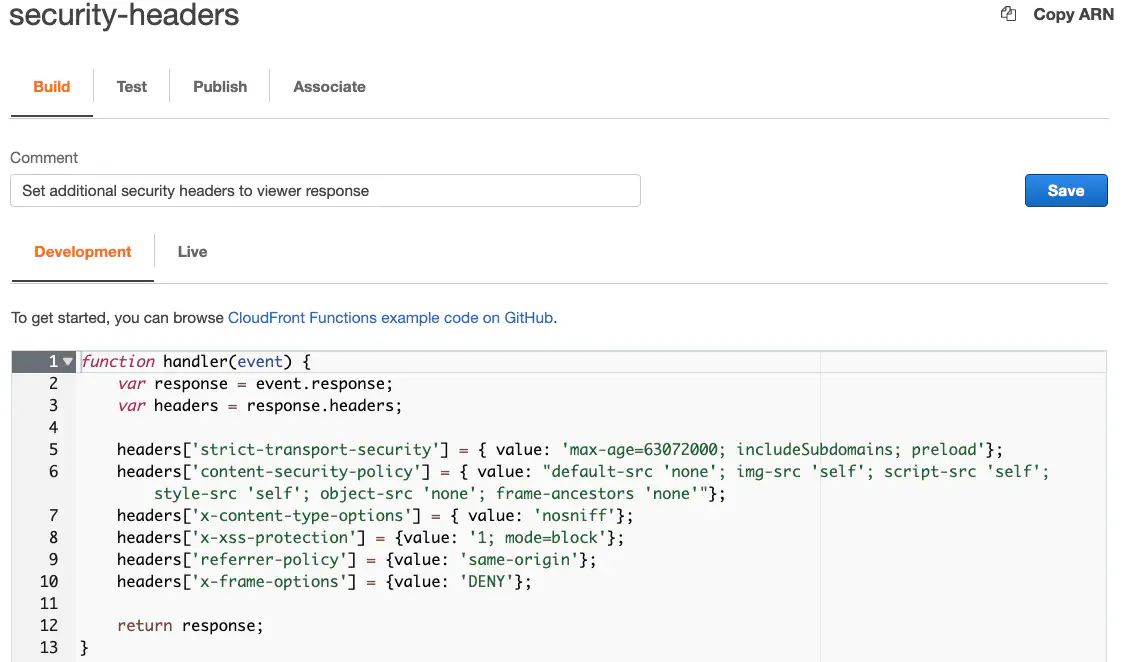 security-headers
Copy ARN
Build
Test
Publish
Associate
Comment
Set additional security headers to viewer response
Save
Development
Live
To get started, you can browse CloudFront Functions example code on GitHub.
1 function handler(event) {
2     var response = event.response;
3     var headers = response.headers;
4
5     headers['strict-transport-security'] = { value: 'max-age=63072000; includeSubdomains; preload'};
6     headers['content-security-policy'] = { value: "default-src 'none'; img-src 'self'; script-src 'self';
        style-src 'self'; object-src 'none'; frame-ancestors 'none'"};
7     headers['x-content-type-options'] = { value: 'nosniff'};
8     headers['x-xss-protection'] = {value: '1; mode=block'};
9     headers['referrer-policy'] = {value: 'same-origin'};
10     headers['x-frame-options'] = {value: 'DENY'};
11
12     return response;
13 }